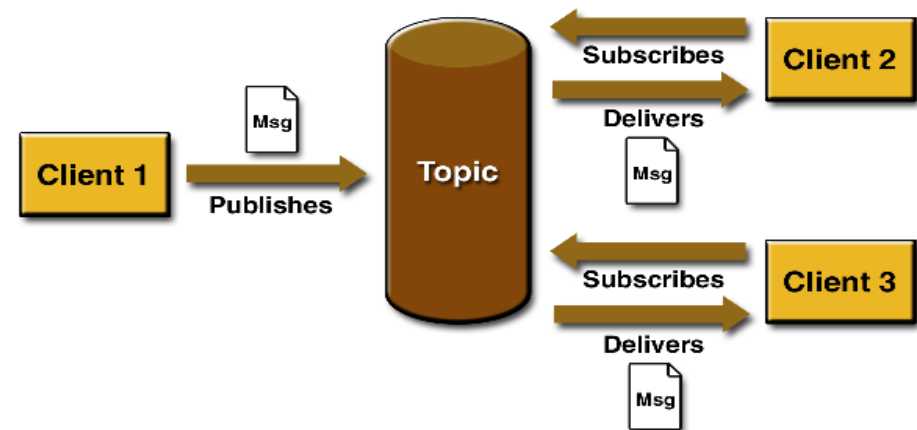 Msg
Client 1
Publishes
Topic
Subscribes
Client 2
Delivers
Msg
Subscribes
Client 3
Delivers
Msg